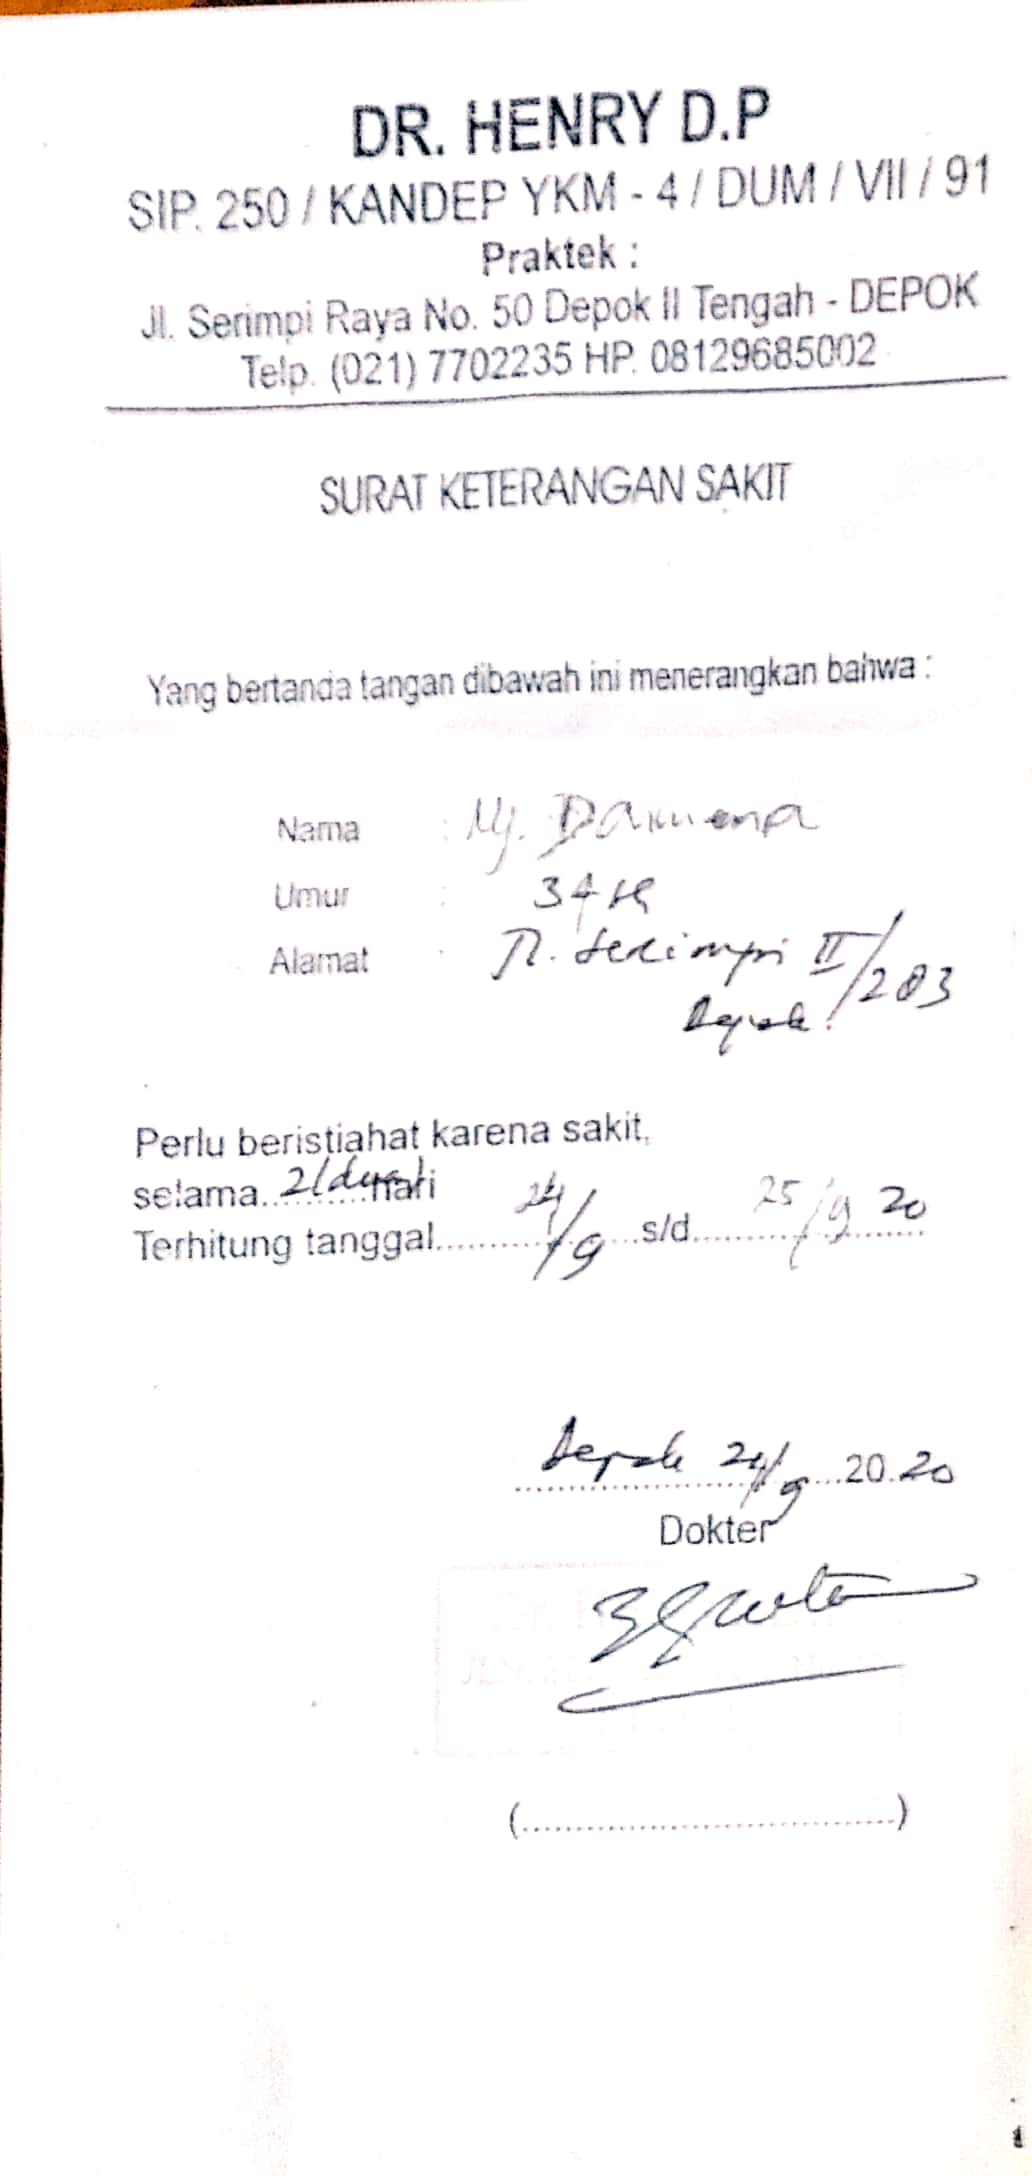 DR. HENRY D.P
SIP. 250 / KANDEP YKM - 4 / DUM / VII / 91
Praktek :
Jl. Serimpi Raya No. 50 Depok II Tengah - DEPOK
Telp. (021) 7702235 HP. 08129685002
SURAT KETERANGAN SAKIT
Yang bertanda tangan dibawah ini menerangkan bahwa :
Nama : Ny.
Umur : 34 th
Alamat : Jl. Serimpi II/283
Depok.
Perlu beristiahat karena sakit,
selama..2/dua/hari
Terhitung tanggal..........24/9...s/d..........25/9 20
Depok 24/9...20.20
Dokter
(....................................)